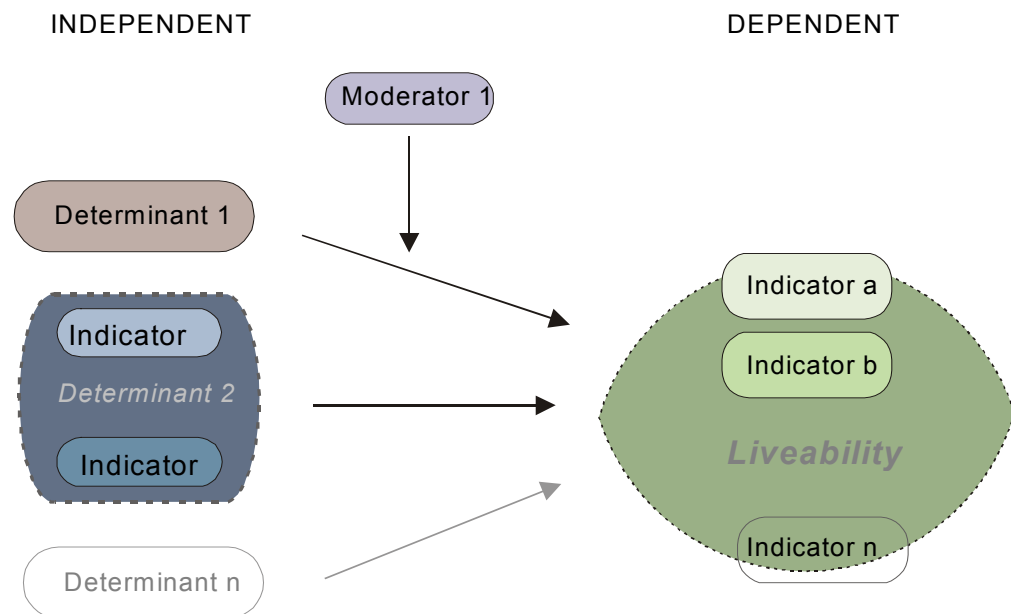 INDEPENDENT
DEPENDENT
Moderator 1
Determinant 1
Indicator
Determinant 2
Indicator
Determinant n
Indicator a
Indicator b
Liveability
Indicator n